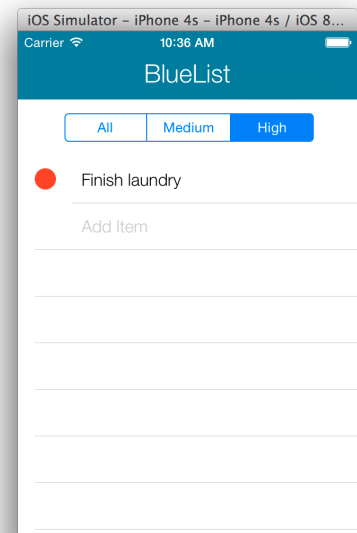 iOS Simulator – iPhone 4s – iPhone 4s / iOS 8...
Carrier 10:36 AM
BlueList
All Medium High
Finish laundry
Add Item